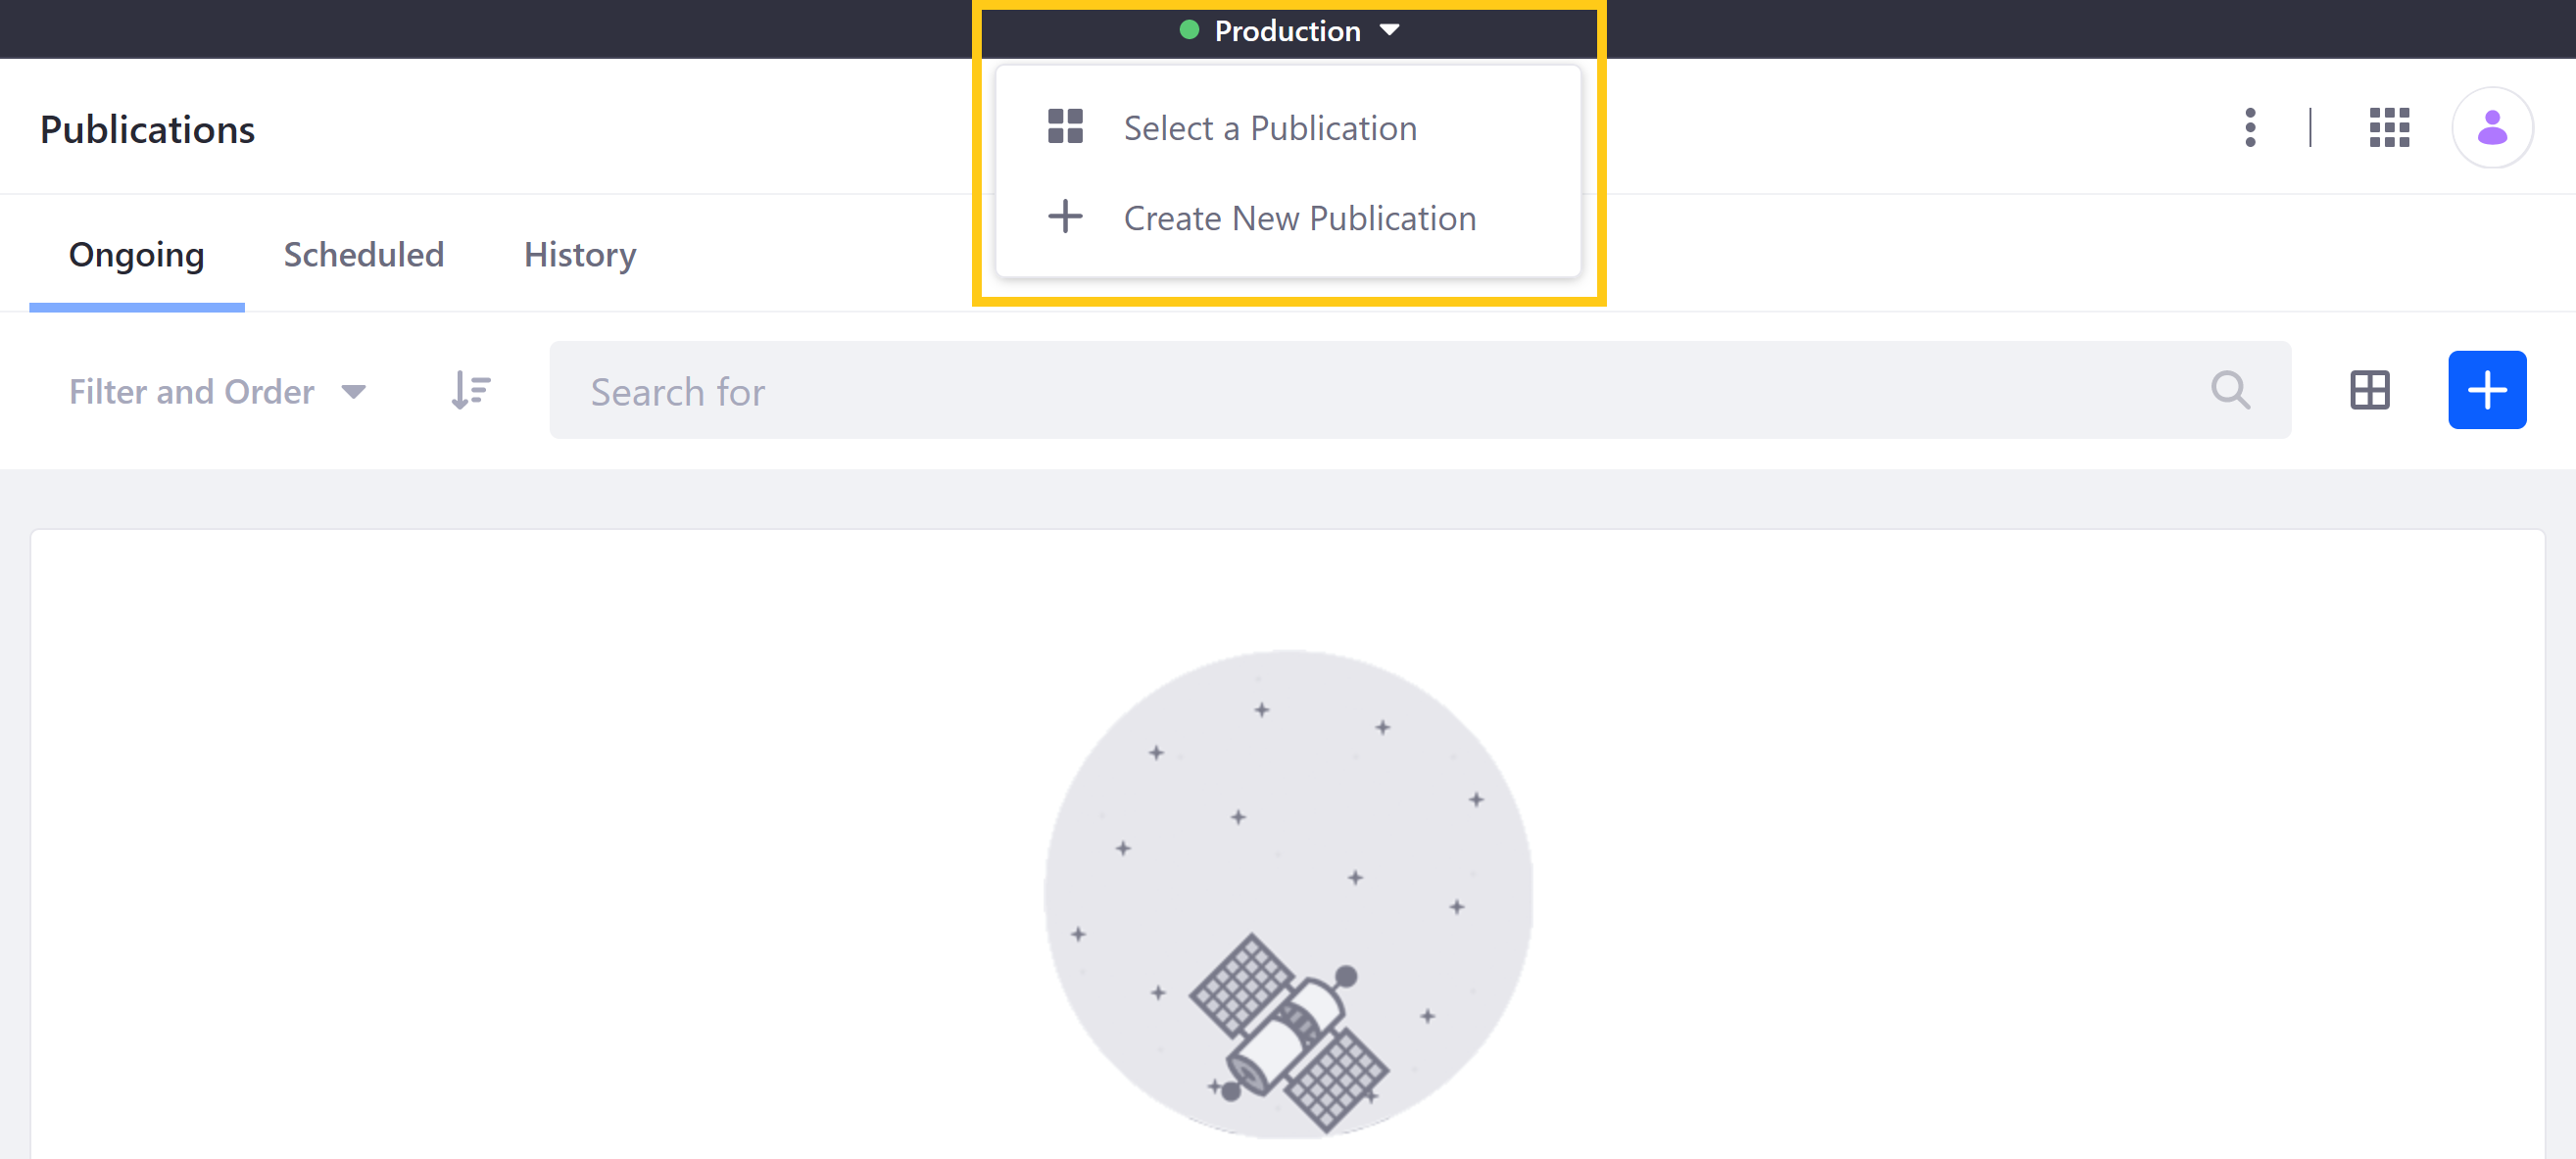 Production
Publications
Select a Publication
Create New Publication
Ongoing Scheduled History
Filter and Order Search for